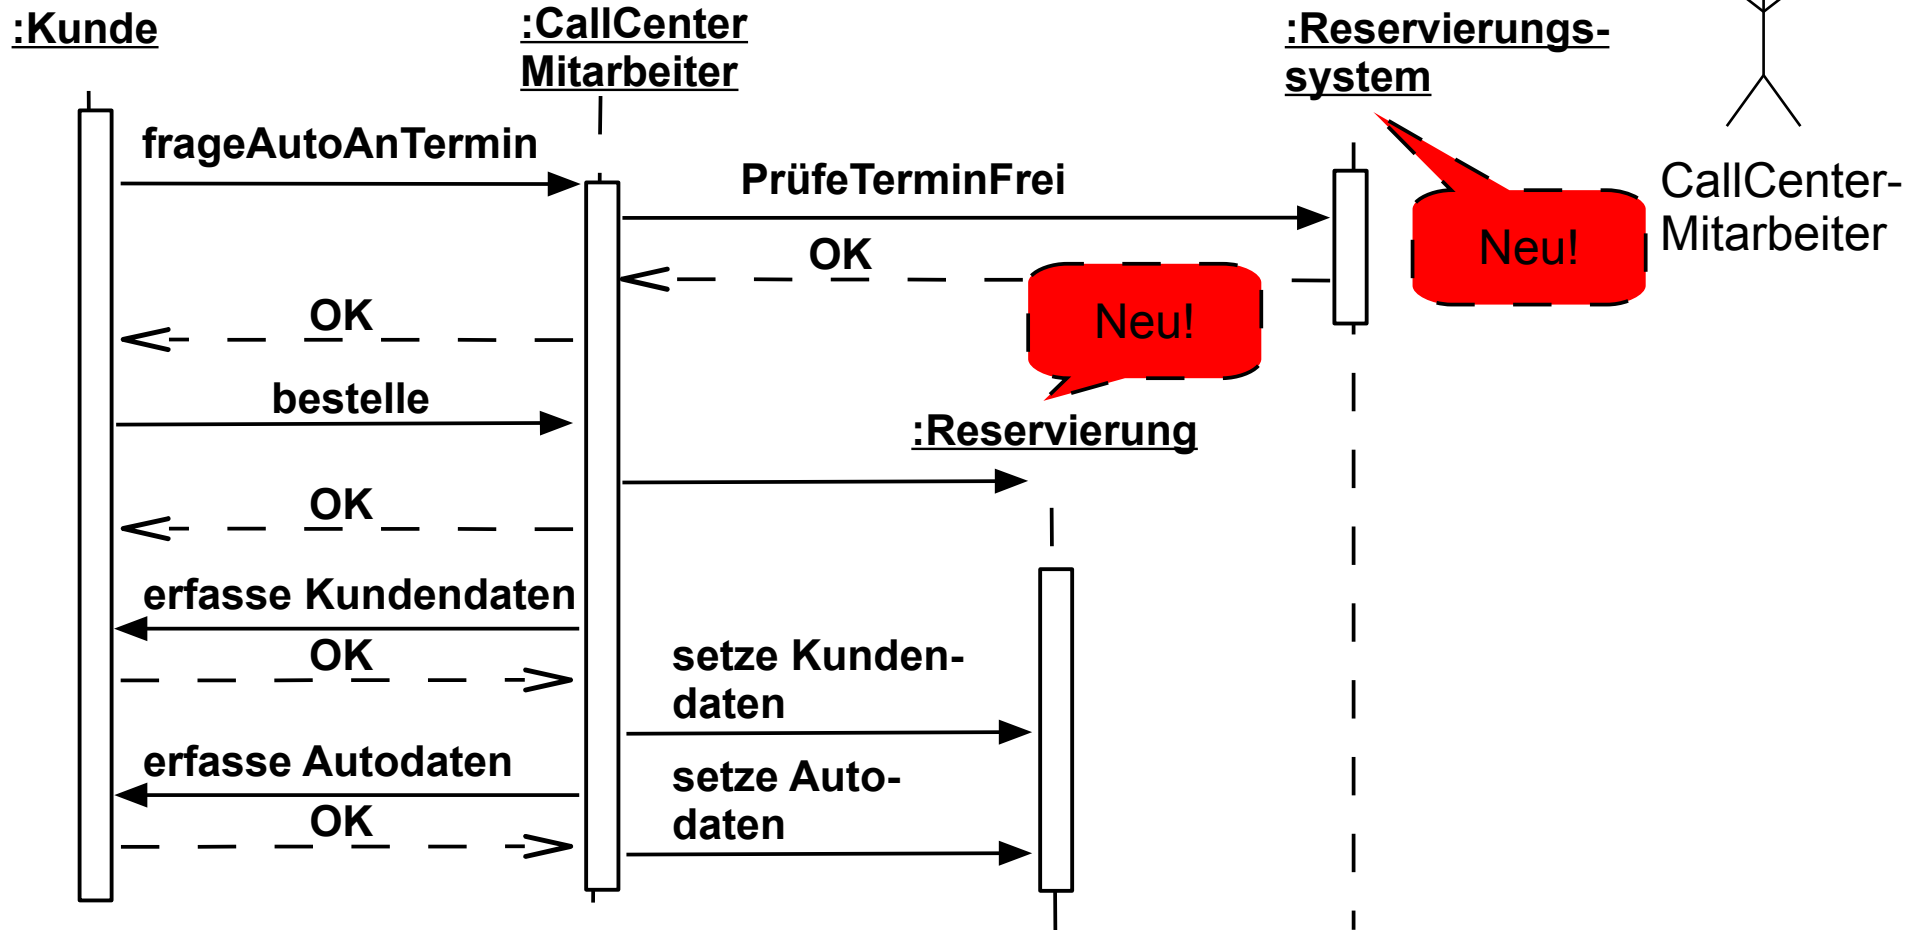 :Kunde
:CallCenter
Mitarbeiter
:Reservierungs-
system
frageAutoAnTermin
PrüfeTerminFrei
CallCenter-
Mitarbeiter
Neu!
OK
OK
Neu!
bestelle
:Reservierung
OK
erfasse Kundendaten
OK
setze Kunden-
daten
erfasse Autodaten
setze Auto-
daten
OK